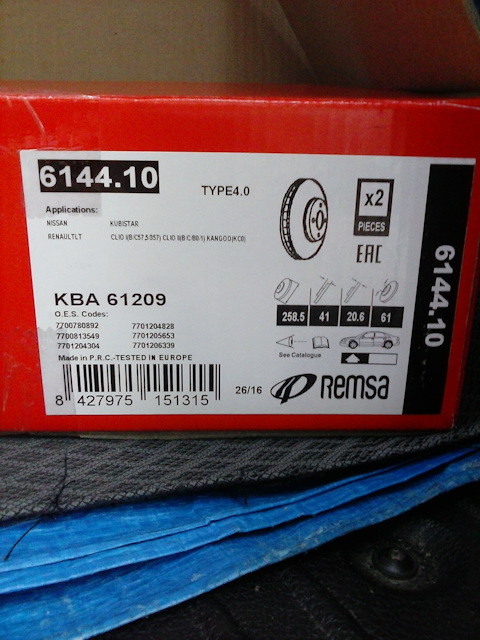 6144.10
TYPE4.0
x2
PIECES
EAC
Applications:
NISSAN KUBISTAR
RENAULTLT CLIO I(B/C57,5/357) CLIO II(B/C/B0/1) KANGOO(KC0)
6144.10
KBA 61209
O.E.S. Codes:
7700780892 7701204828
7700813549 7701205653
7701204304 7701206339
Made in P.R.C.-TESTED IN EUROPE
258.5 41 20.6 61
See Catalogue
8 427975 151315
26/16
REMSA